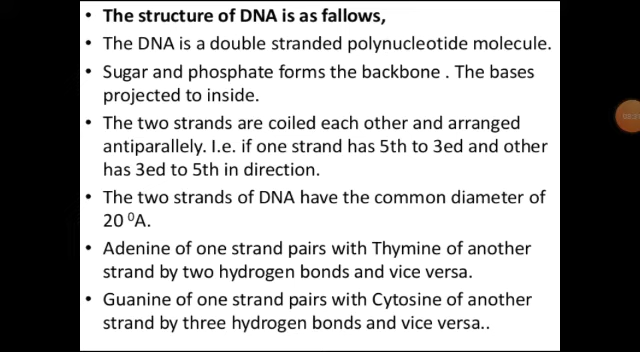 • The structure of DNA is as fallows,
• The DNA is a double stranded polynucleotide molecule.
• Sugar and phosphate forms the backbone . The bases
projected to inside.
• The two strands are coiled each other and arranged
antiparallely. I.e. if one strand has 5th to 3ed and other
has 3ed to 5th in direction.
• The two strands of DNA have the common diameter of
20 ⁰A.
• Adenine of one strand pairs with Thymine of another
strand by two hydrogen bonds and vice versa.
• Guanine of one strand pairs with Cytosine of another
strand by three hydrogen bonds and vice versa..